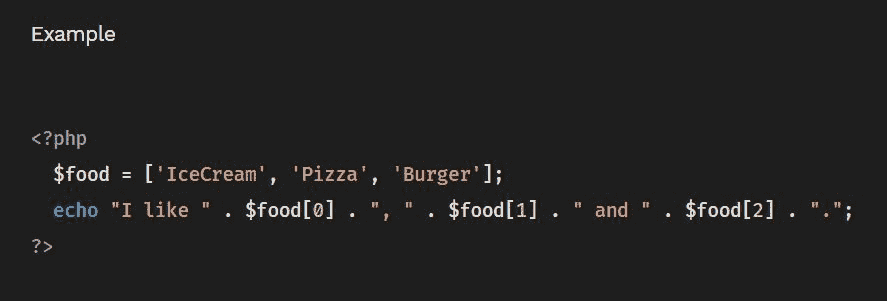 Example
<?php
$food = ['IceCream', 'Pizza', 'Burger'];
echo "I like " . $food[0] . ", " . $food[1] . " and " . $food[2] . ".";
?>